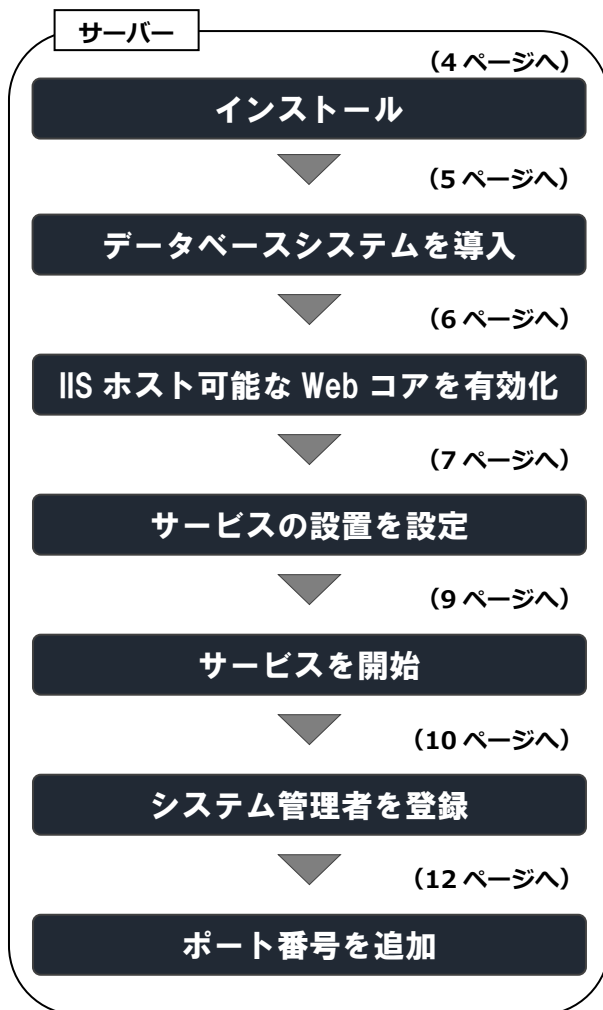 サーバー
（4 ページへ）
インストール
（5 ページへ）
データベースシステムを導入
（6 ページへ）
IIS ホスト可能な Web コアを有効化
（7 ページへ）
サービスの設置を設定
（9 ページへ）
サービスを開始
（10 ページへ）
システム管理者を登録
（12 ページへ）
ポート番号を追加